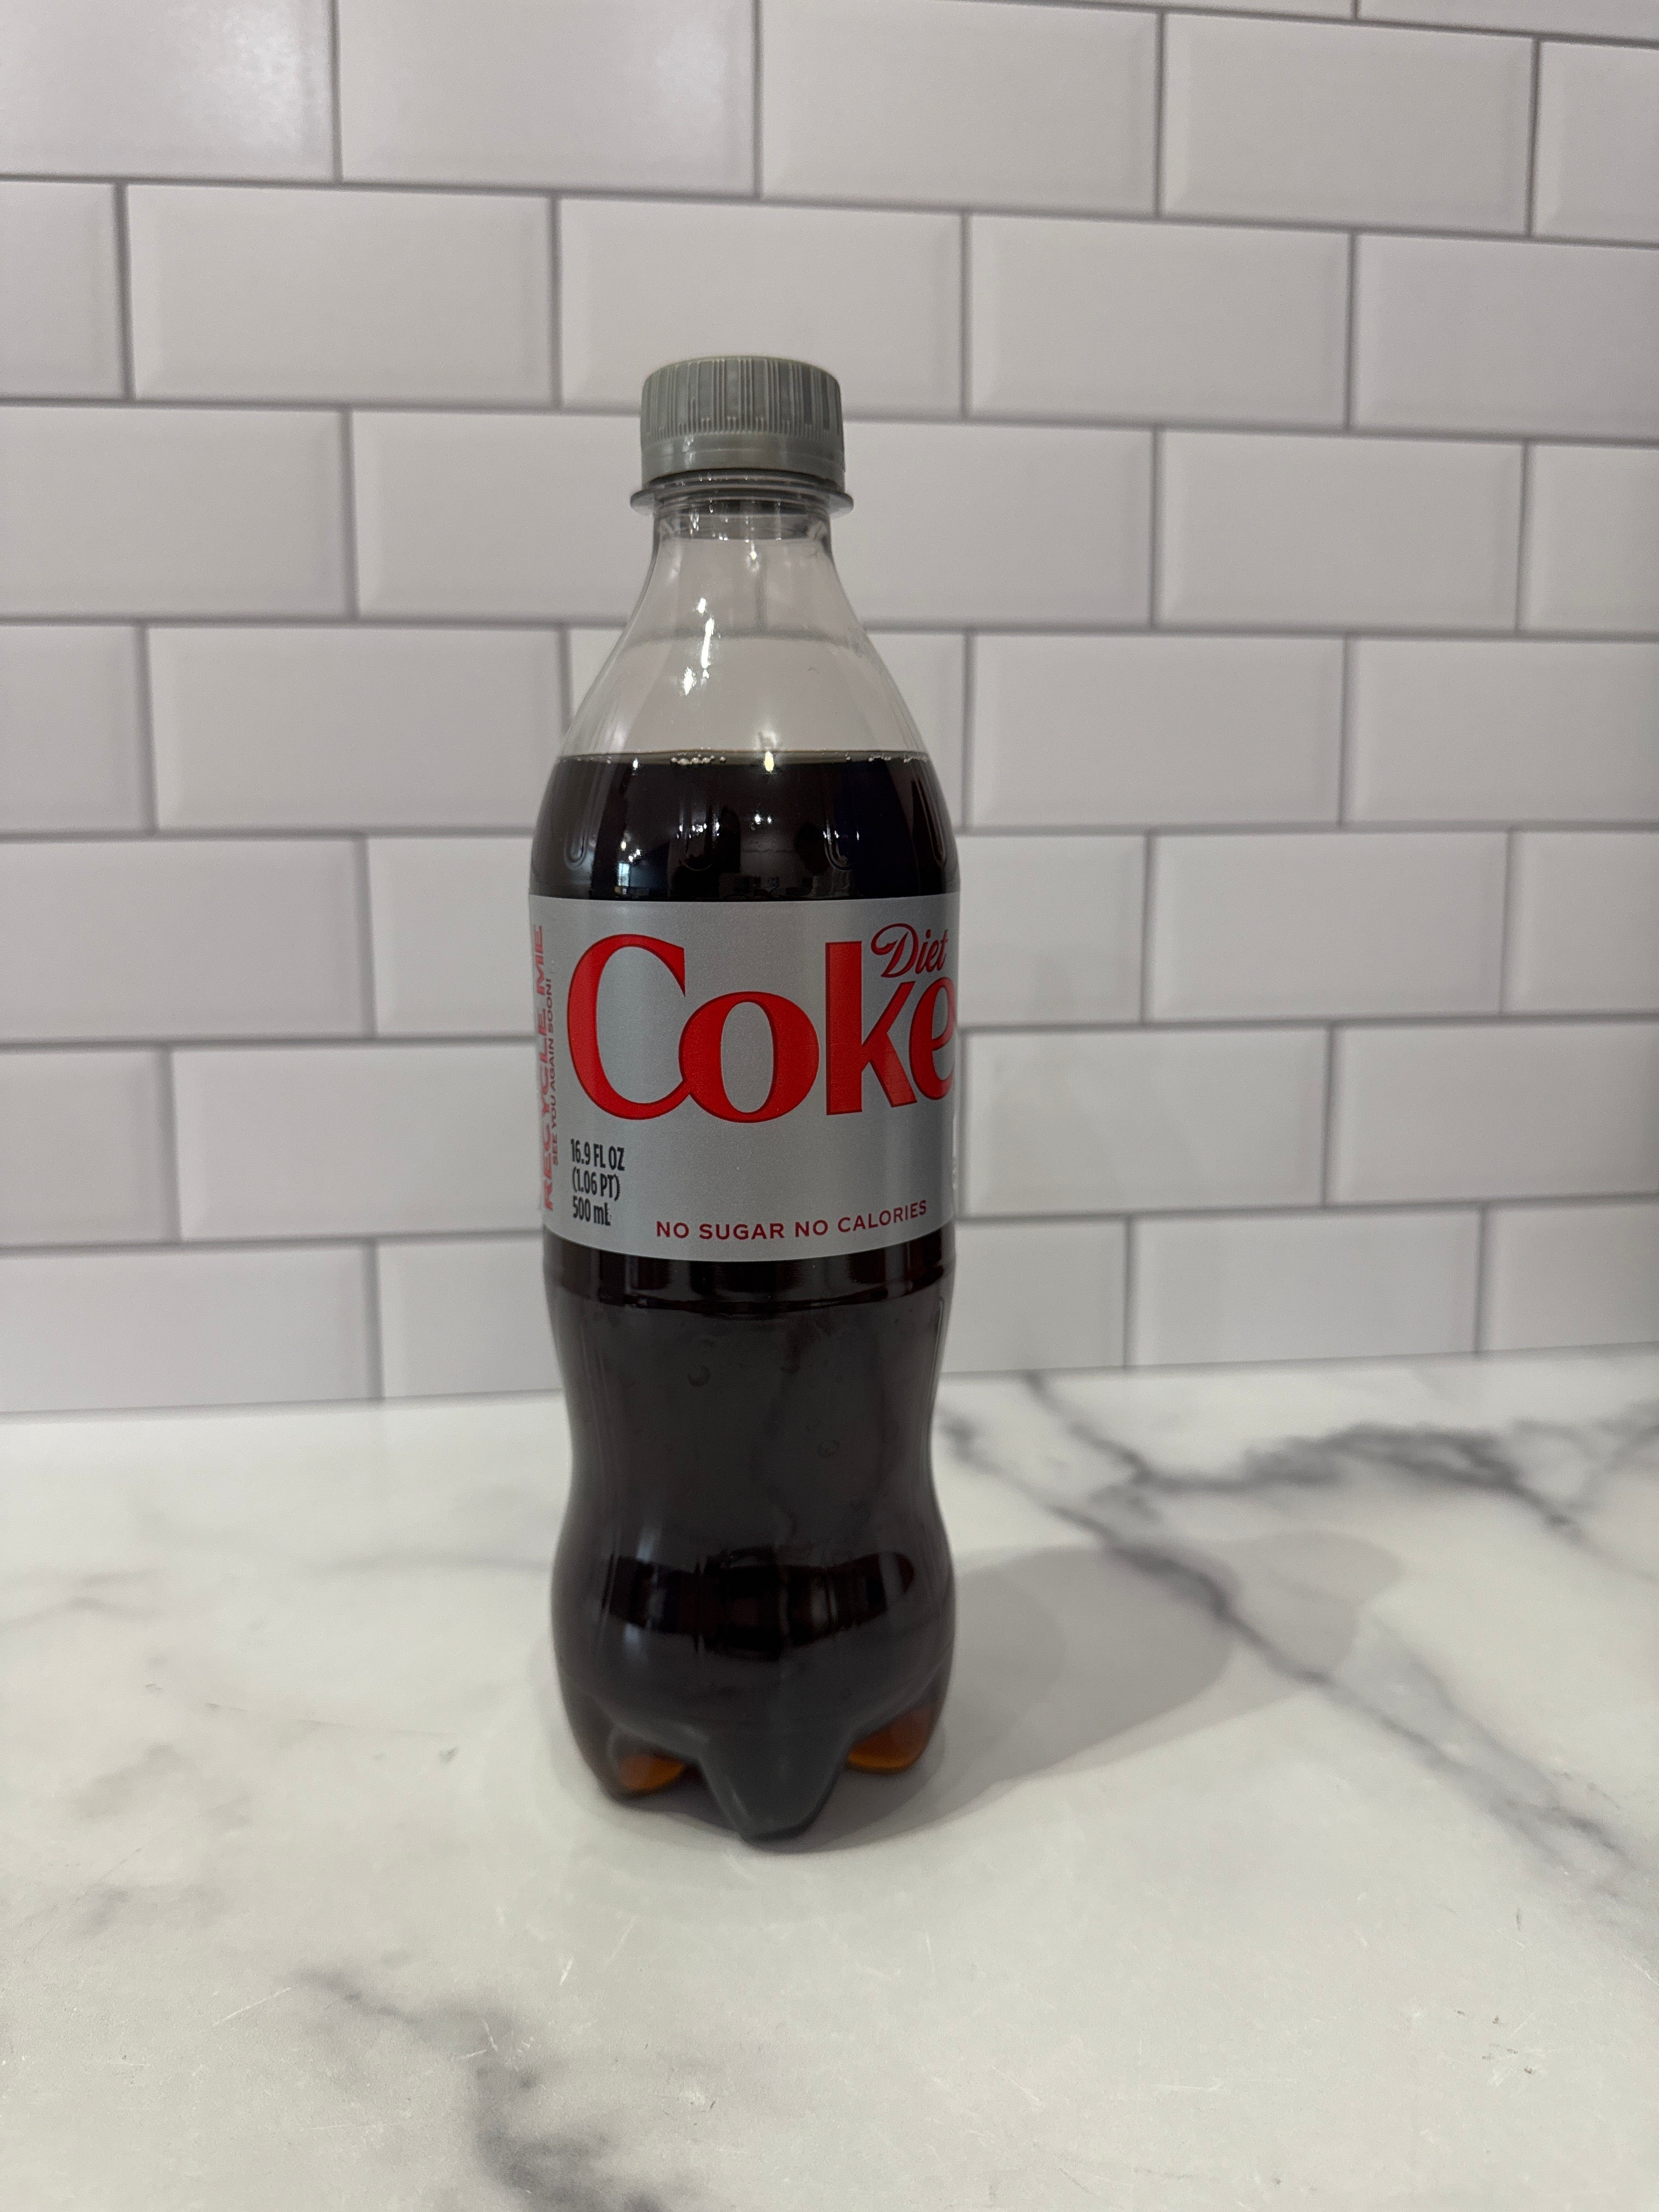 RECYCLE ME
SEE YOU AGAIN SOON!
Diet
Coke
16.9 FL OZ
(1.06 PT)
500 mL
NO SUGAR NO CALORIES